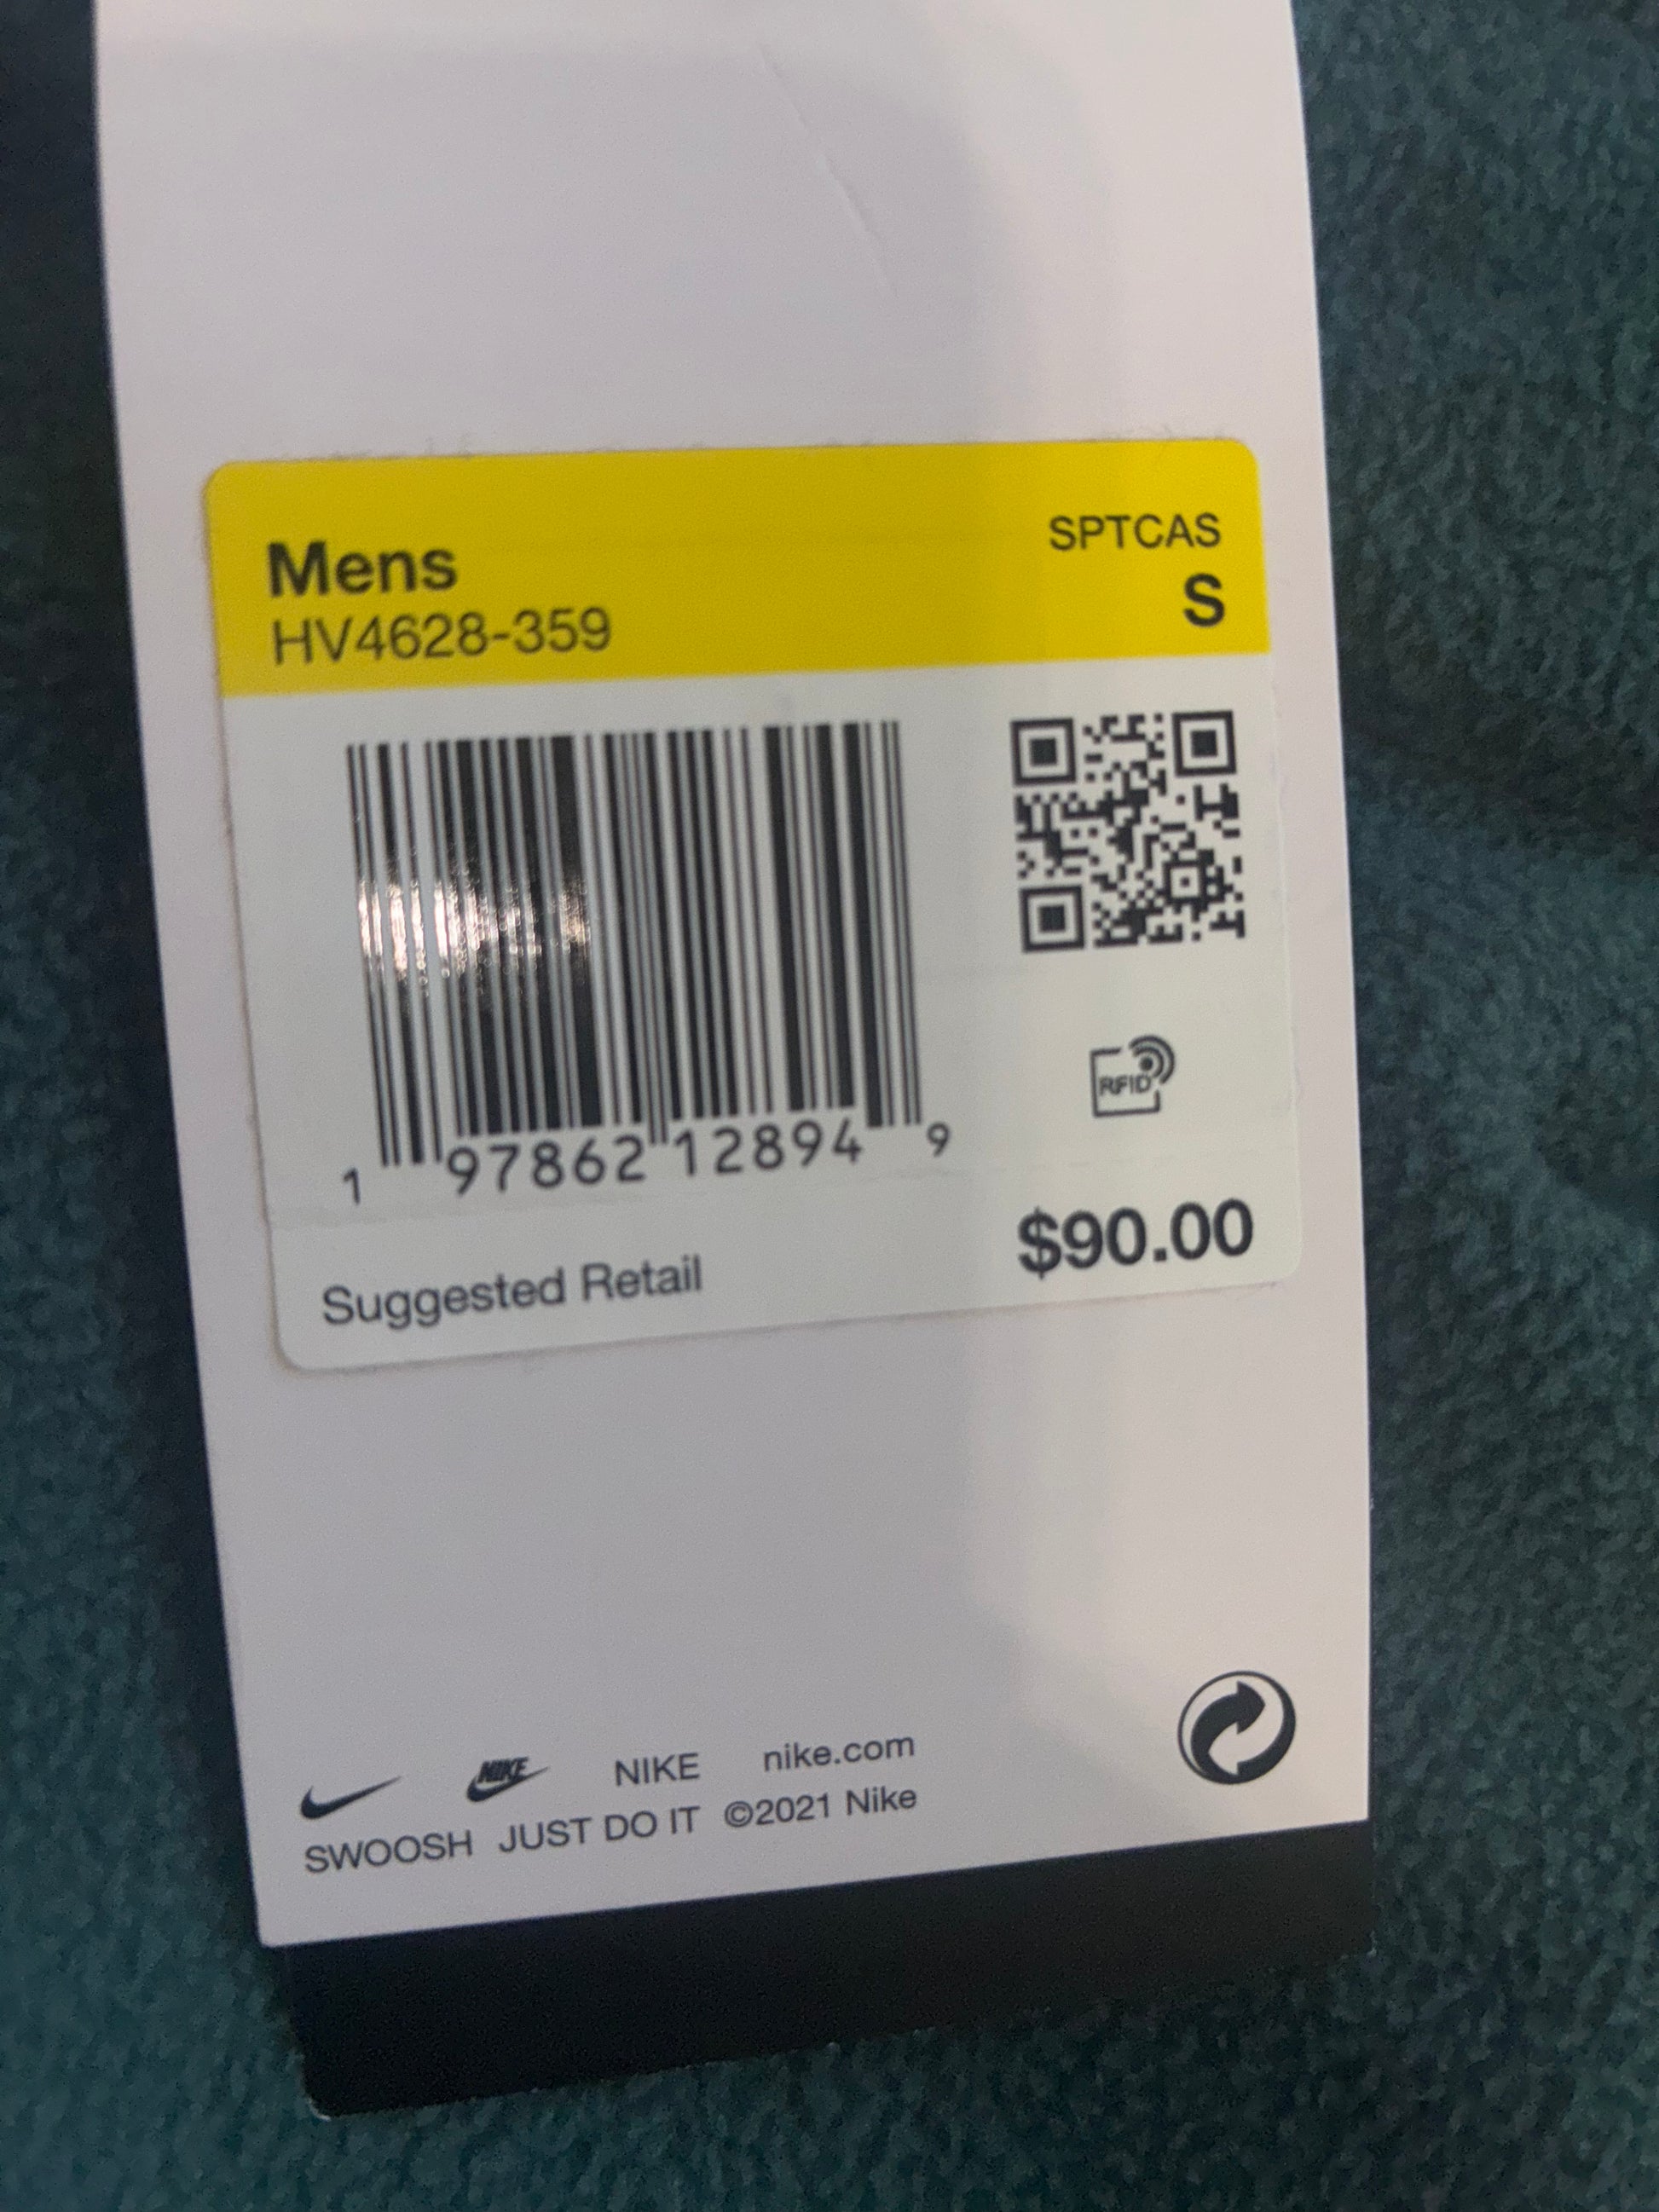 Mens
HV4628-359
SPTCAS
S
1 97862 12894 9
RFID
Suggested Retail
$90.00
NIKE NIKE nike.com
SWOOSH JUST DO IT ©2021 Nike